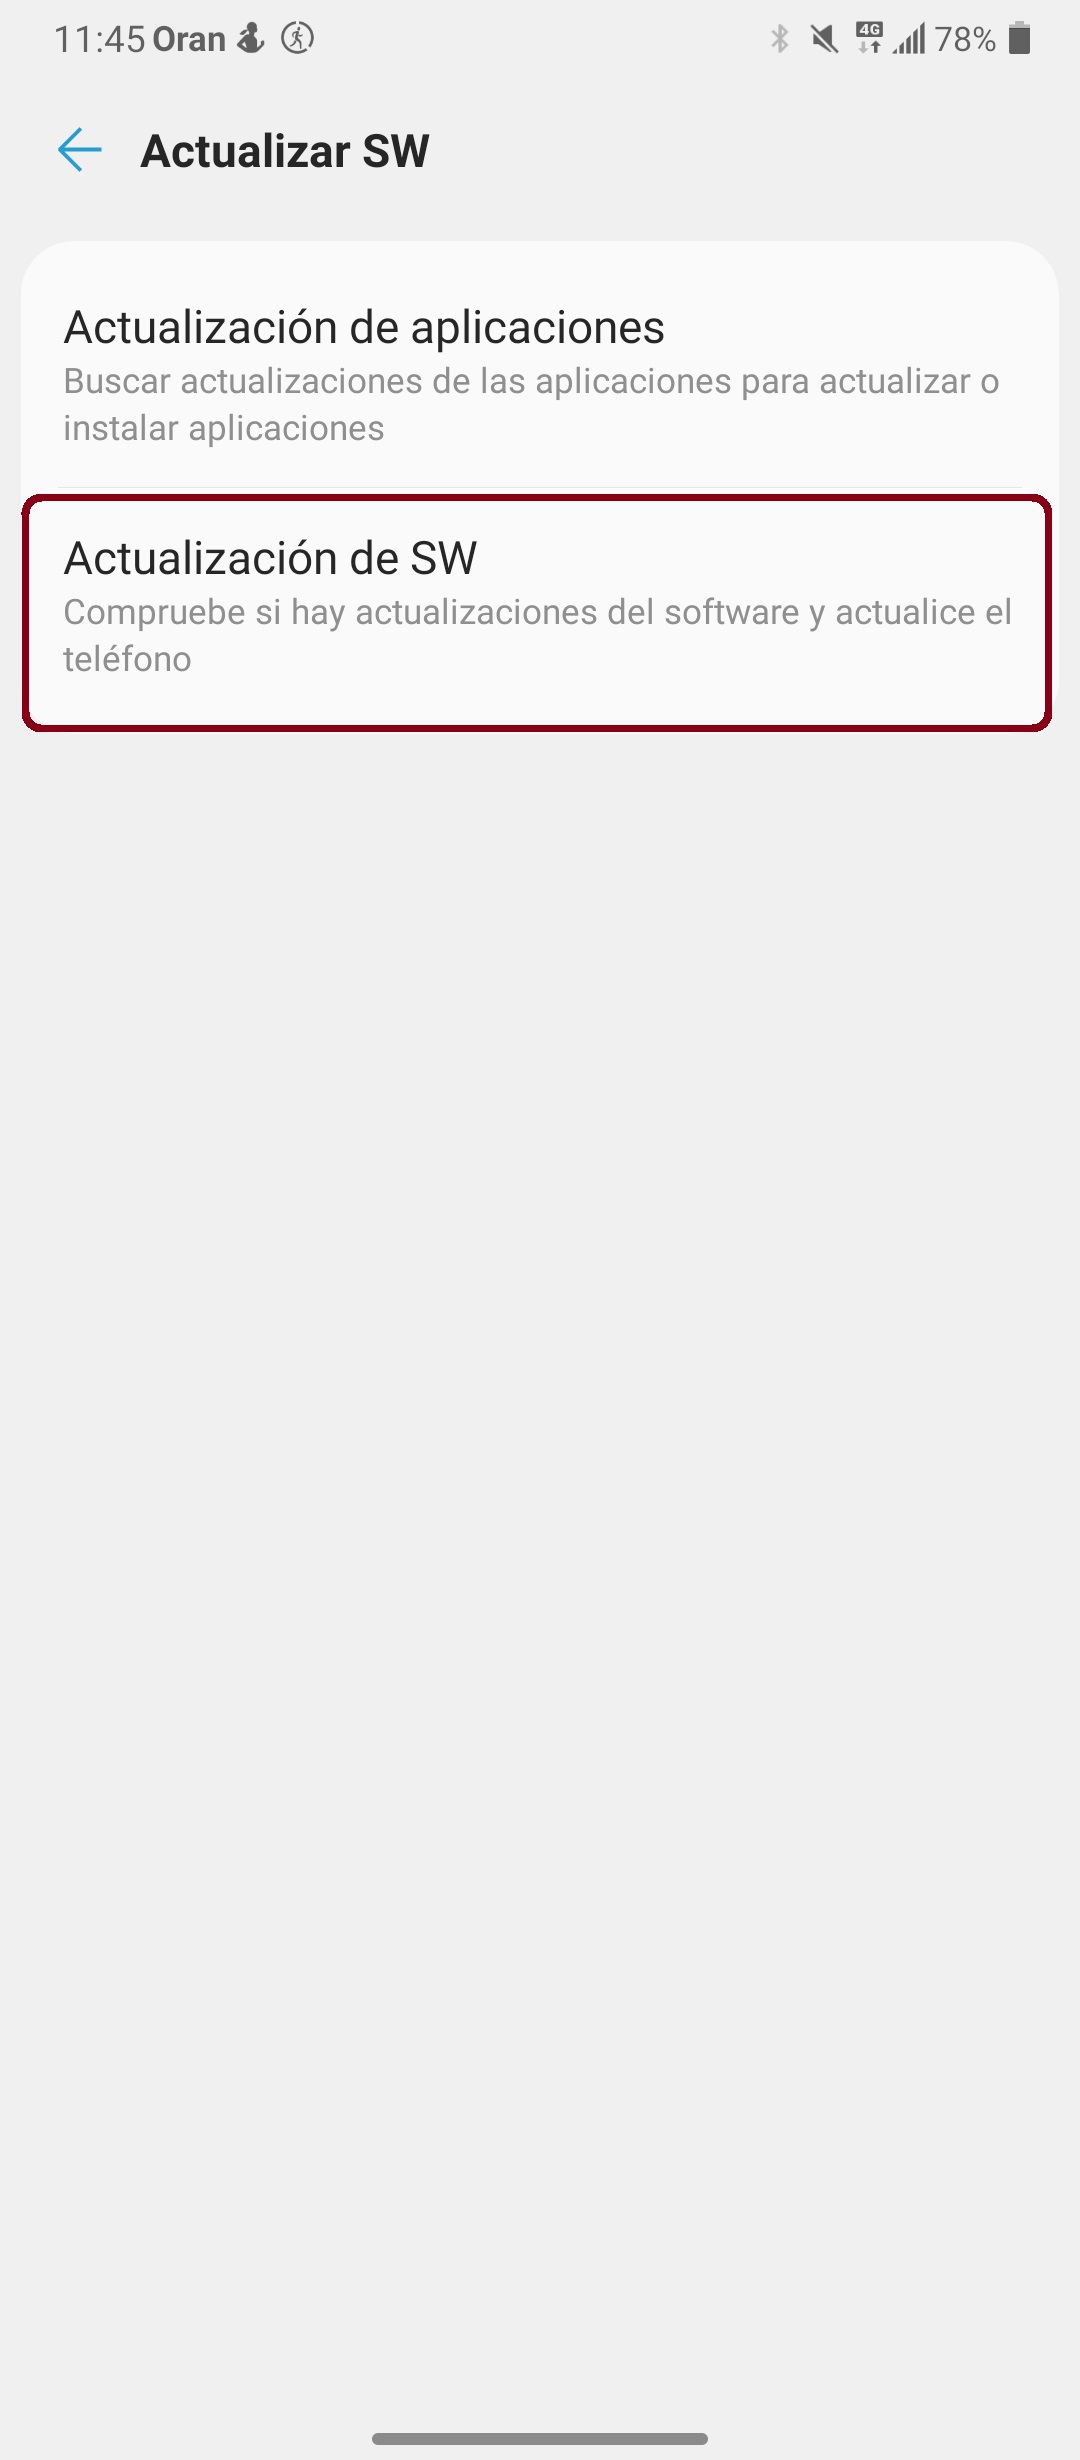 11:45 Oran 4G 78%
Actualizar SW
Actualización de aplicaciones
Buscar actualizaciones de las aplicaciones para actualizar o
instalar aplicaciones
Actualización de SW
Compruebe si hay actualizaciones del software y actualice el
teléfono